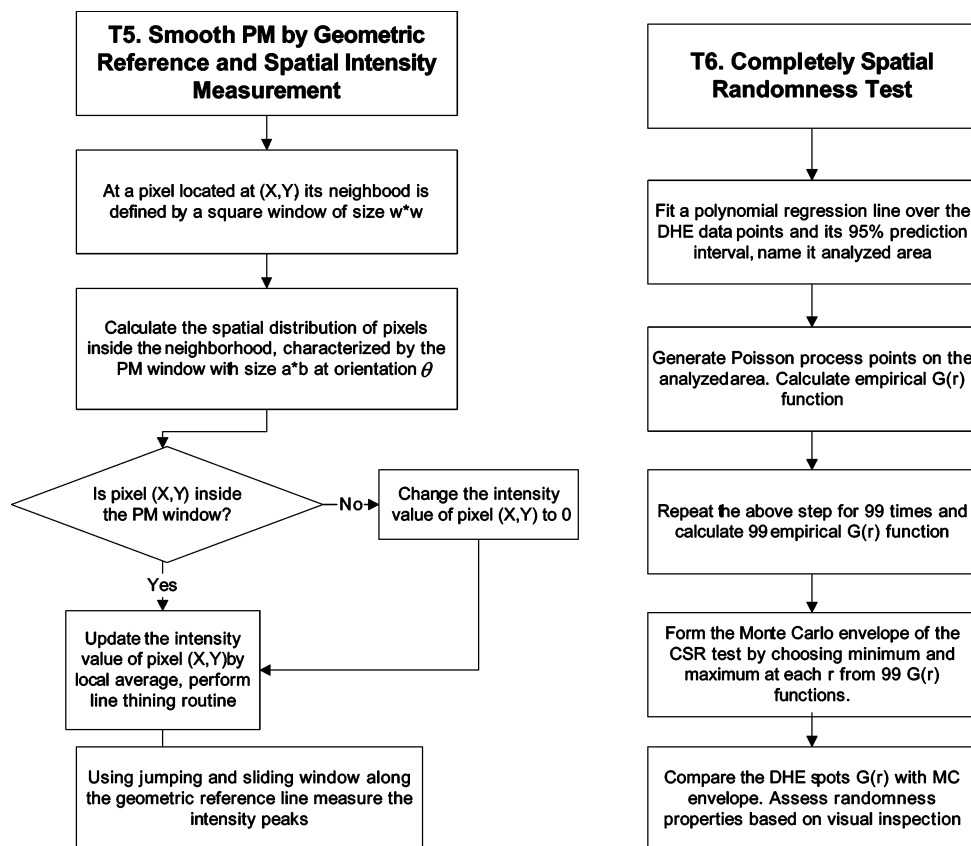 T5. Smooth PM by Geometric
Reference and Spatial Intensity
Measurement
At a pixel located at (X,Y) its neighbood is
defined by a square window of size w*w
Calculate the spatial distribution of pixels
inside the neighborhood, characterized by the
PM window with size a*b at orientation θ
Is pixel (X,Y) inside
the PM window?
No
Change the intensity
value of pixel (X,Y) to 0
Yes
Update the intensity
value of pixel (X,Y)by
local average, perform
line thining routine
Using jumping and sliding window along
the geometric reference line measure the
intensity peaks
T6. Completely Spatial
Randomness Test
Fit a polynomial regression line over the
DHE data points and its 95% prediction
interval, name it analyzed area
Generate Poisson process points on the
analyzed area. Calculate empirical G(r)
function
Repeat the above step for 99 times and
calculate 99 empirical G(r) function
Form the Monte Carlo envelope of the
CSR test by choosing minimum and
maximum at each r from 99 G(r)
functions.
Compare the DHE spots G(r) with MC
envelope. Assess randomness
properties based on visual inspection